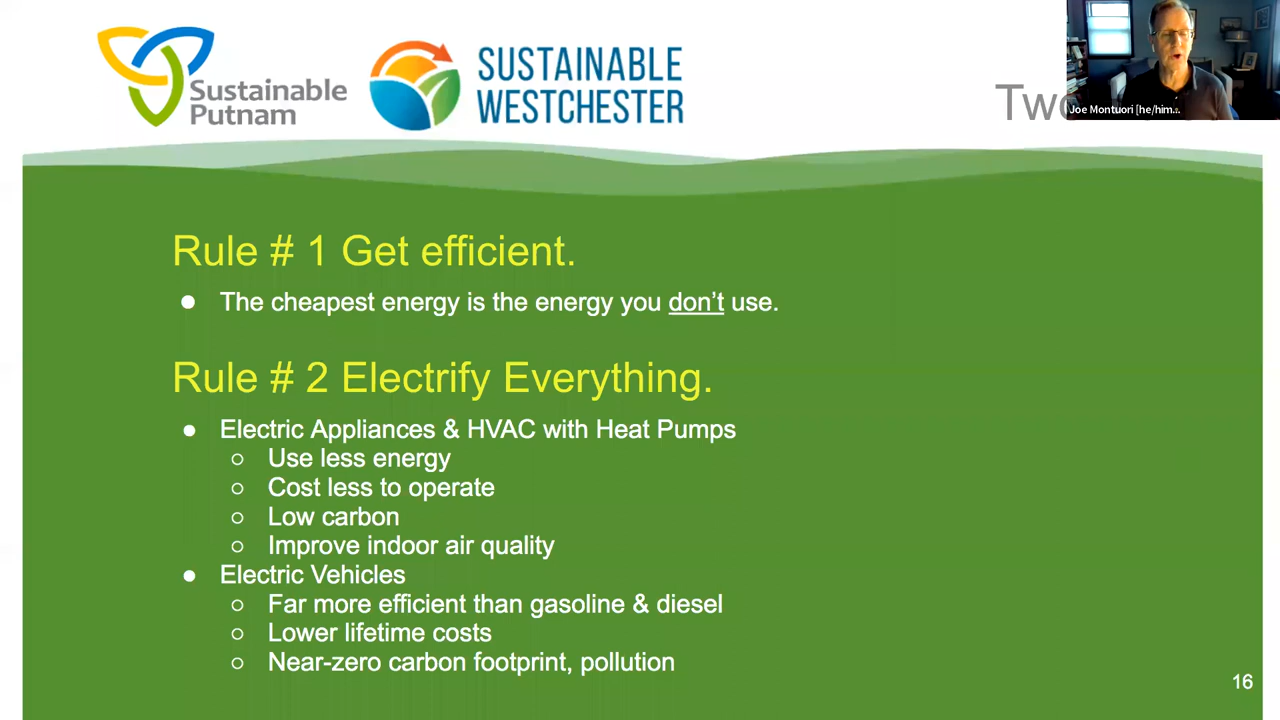 Sustainable
Putnam
SUSTAINABLE
WESTCHESTER
Joe Montuori [he/him...
Rule # 1 Get efficient.
● The cheapest energy is the energy you don’t use.
Rule # 2 Electrify Everything.
● Electric Appliances & HVAC with Heat Pumps
○ Use less energy
○ Cost less to operate
○ Low carbon
○ Improve indoor air quality
● Electric Vehicles
○ Far more efficient than gasoline & diesel
○ Lower lifetime costs
○ Near-zero carbon footprint, pollution
16